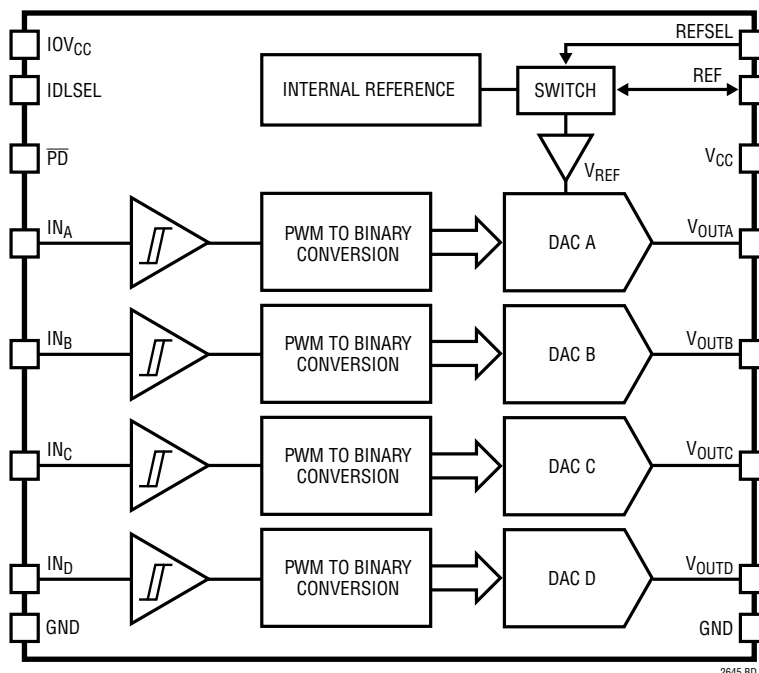 IOVCC
REFSEL
IDLSEL
INTERNAL REFERENCE
SWITCH
REF
PD
VREF
VCC
INA
PWM TO BINARY
CONVERSION
DAC A
VOUTA
INB
PWM TO BINARY
CONVERSION
DAC B
VOUTB
INC
PWM TO BINARY
CONVERSION
DAC C
VOUTC
IND
PWM TO BINARY
CONVERSION
DAC D
VOUTD
GND
GND
2645 BD